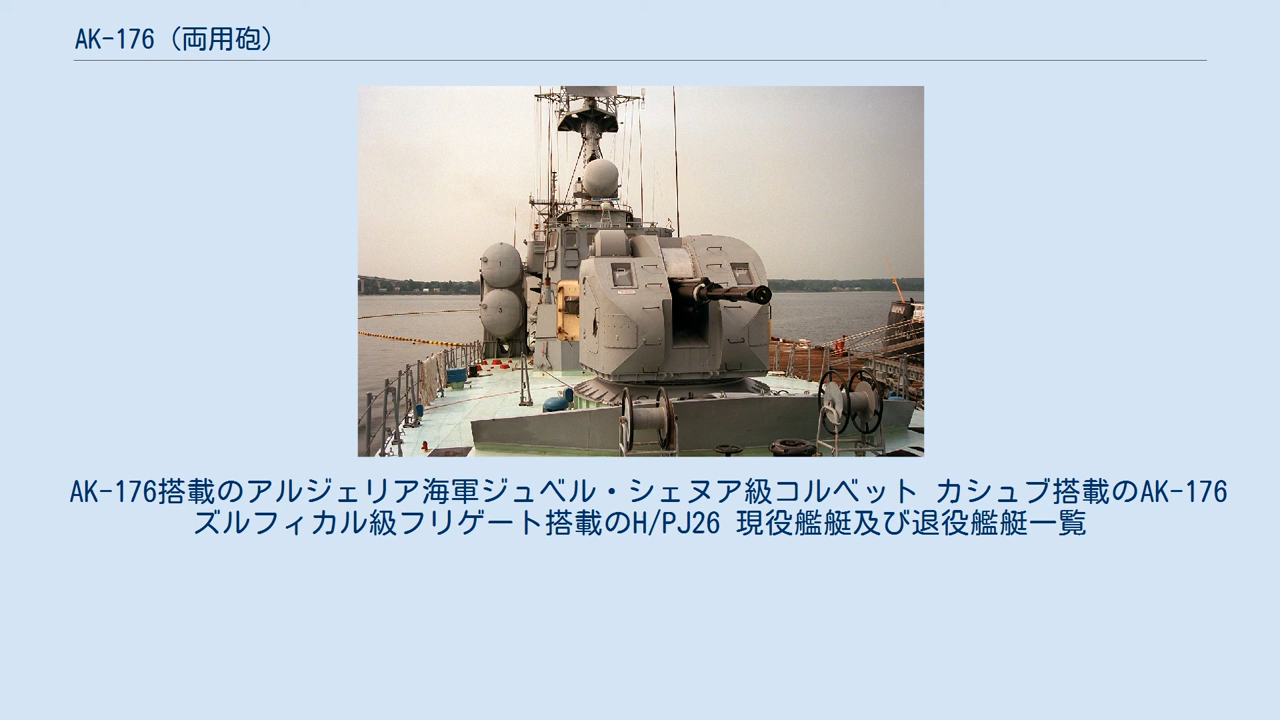 AK-176（両用砲）
1
3
AK-176搭載のアルジェリア海軍ジュベル・シェヌア級コルベット カシュブ搭載のAK-176
ズルフィカル級フリゲート搭載のH/PJ26 現役艦艇及び退役艦艇一覧